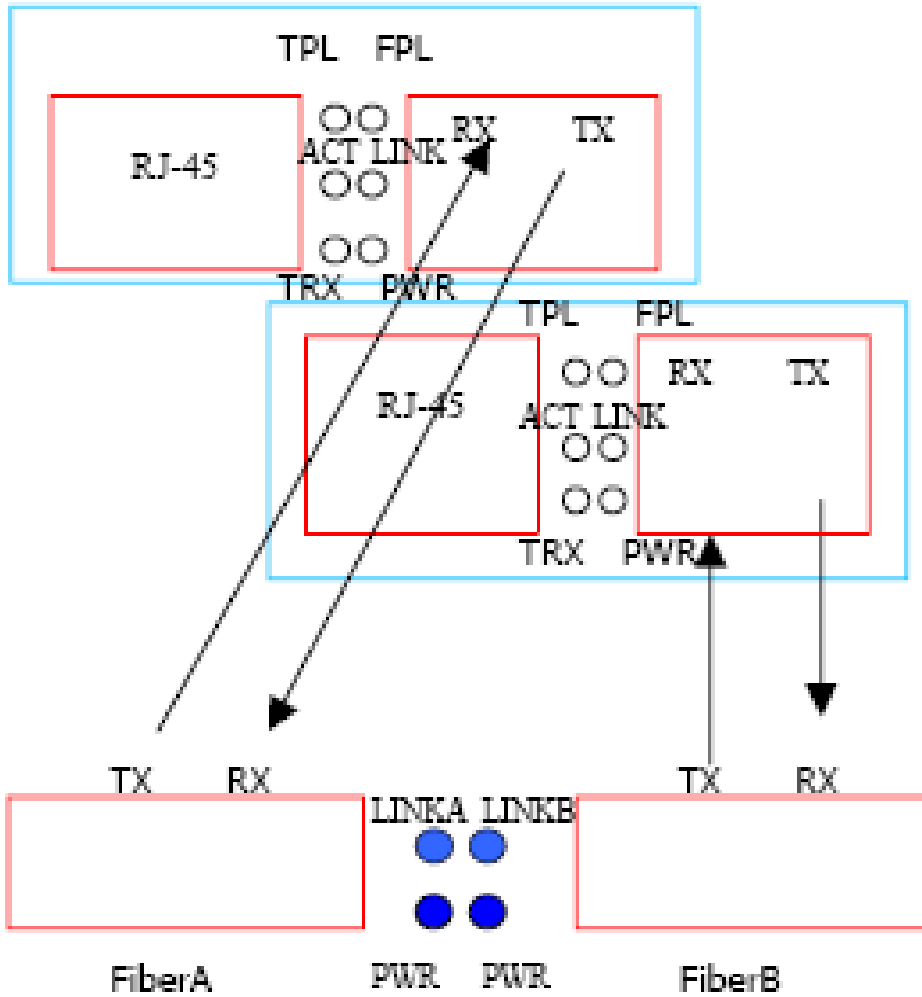 TPL FPL
RX TX
ACT LINK
RJ-45
TRX PWR
TPL FPL
RX TX
RJ-45
ACT LINK
TRX PWR
TX RX TX RX
LINKA LINKB
FiberA PWR PWR FiberB